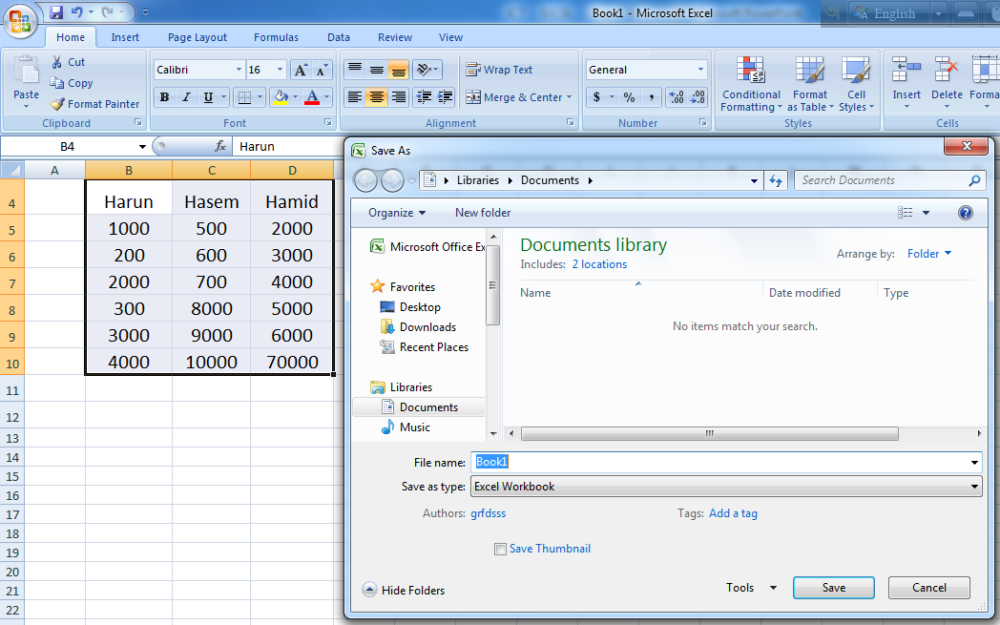 Book1 - Microsoft Excel
English
Home Insert Page Layout Formulas Data Review View
Paste
Cut
Copy
Format Painter
Clipboard
Calibri 16 A A
B I U A
Font
Wrap Text
Merge & Center
Alignment
General
$ % , .00 .0
Number
Conditional Formatting
Format as Table
Cell Styles
Styles
Insert Delete Forma
Cells
B4 fx Harun
A B C D
4 Harun Hasem Hamid
5 1000 500 2000
6 200 600 3000
7 2000 700 4000
8 300 8000 5000
9 3000 9000 6000
10 4000 10000 70000
11
12
13
14
15
16
17
18
19
20
21
22
Save As
Libraries Documents
Search Documents
Organize New folder
Microsoft Office Ex
Favorites
Desktop
Downloads
Recent Places
Libraries
Documents
Music
Documents library
Includes: 2 locations
Arrange by: Folder
Name Date modified Type
No items match your search.
File name: Book1
Save as type: Excel Workbook
Authors: grfdsss Tags: Add a tag
Save Thumbnail
Hide Folders Tools Save Cancel